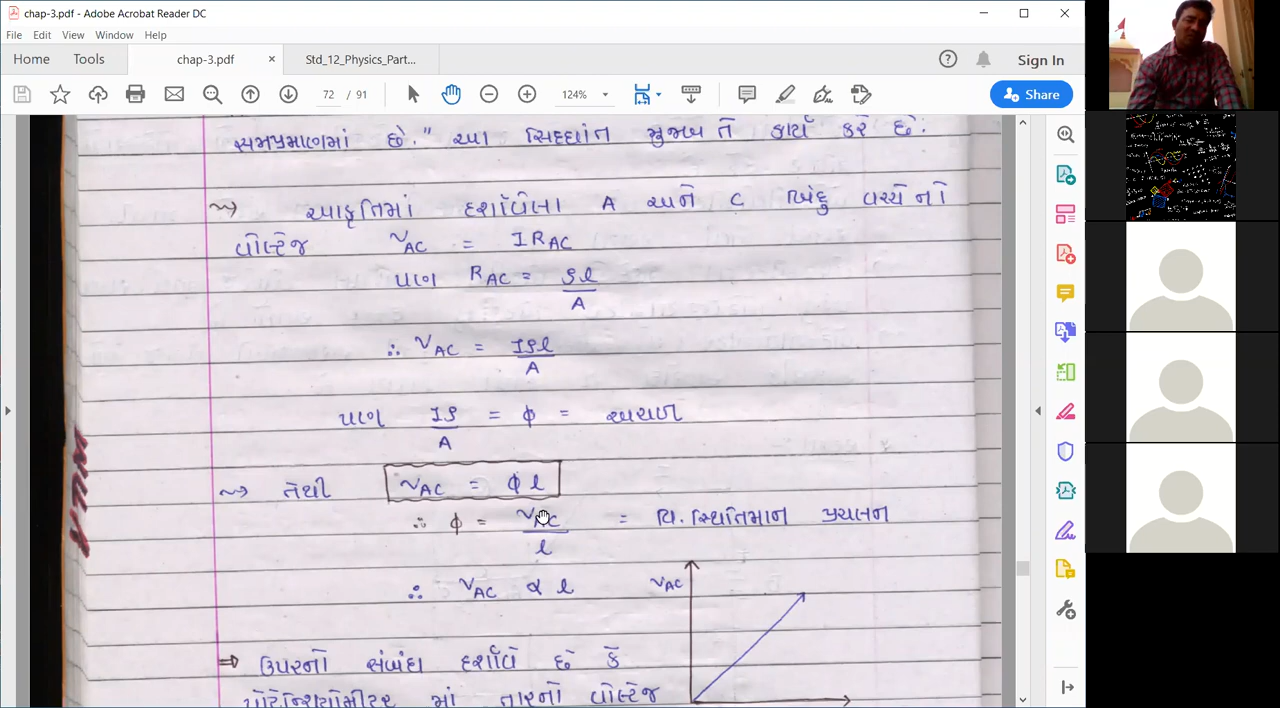 chap-3.pdf - Adobe Acrobat Reader DC
File Edit View Window Help
Home Tools chap-3.pdf × Std_12_Physics_Part...
Sign In
72 / 91
124%
Share
સમપ્રમાણમાં છે." આ સિદ્ધાંત મુજબ તે કાર્ય કરે છે.
⇝ આકૃતિમાં દર્શાવેલા A અને C બિંદુ વચ્ચેનો
વોલ્ટેજ V_AC = IR_AC
પણ R_AC = ρl / A
∴ V_AC = Iρl / A
પણ Iρ / A = ϕ = અચળ
⇝ તેથી V_AC = ϕ l
∴ ϕ = V_AC / l = વિ. સ્થિતિમાન પ્રચલન
∴ V_AC ∝ l V_AC
⇒ ઉપરનો સંબંધ દર્શાવે છે કે
પોટેન્શિયોમીટર માં તારનો વોલ્ટેજ